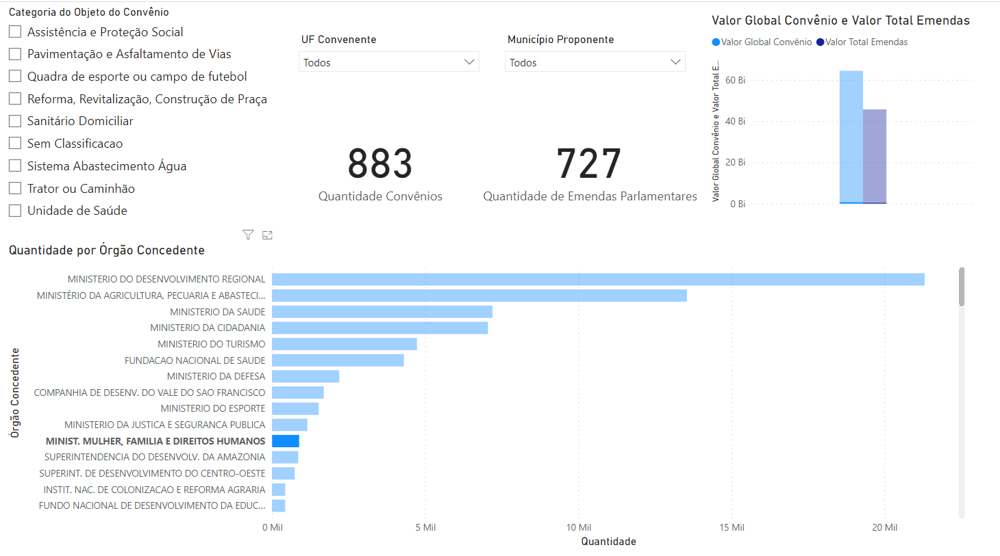 Categoria do Objeto do Convênio
Assistência e Proteção Social
Pavimentação e Asfaltamento de Vias
Quadra de esporte ou campo de futebol
Reforma, Revitalização, Construção de Praça
Sanitário Domiciliar
Sem Classificacao
Sistema Abastecimento Água
Trator ou Caminhão
Unidade de Saúde
UF Convenente
Todos
Município Proponente
Todos
883
Quantidade Convênios
727
Quantidade de Emendas Parlamentares
Valor Global Convênio e Valor Total Emendas
Valor Global Convênio Valor Total Emendas
Valor Global Convênio e Valor Total E...
60 Bi
40 Bi
20 Bi
0 Bi
Quantidade por Órgão Concedente
Órgão Concedente
MINISTERIO DO DESENVOLVIMENTO REGIONAL
MINISTÉRIO DA AGRICULTURA, PECUARIA E ABASTECI...
MINISTERIO DA SAUDE
MINISTERIO DA CIDADANIA
MINISTERIO DO TURISMO
FUNDACAO NACIONAL DE SAUDE
MINISTERIO DA DEFESA
COMPANHIA DE DESENV. DO VALE DO SAO FRANCISCO
MINISTERIO DO ESPORTE
MINISTERIO DA JUSTICA E SEGURANCA PUBLICA
MINIST. MULHER, FAMILIA E DIREITOS HUMANOS
SUPERINTENDENCIA DO DESENVOLV. DA AMAZONIA
SUPERINT. DE DESENVOLVIMENTO DO CENTRO-OESTE
INSTIT. NAC. DE COLONIZACAO E REFORMA AGRARIA
FUNDO NACIONAL DE DESENVOLVIMENTO DA EDUC...
0 Mil 5 Mil 10 Mil 15 Mil 20 Mil
Quantidade